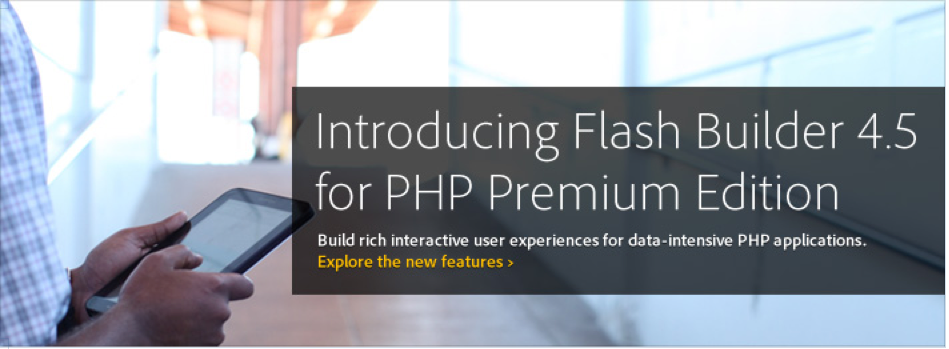 Introducing Flash Builder 4.5
for PHP Premium Edition
Build rich interactive user experiences for data-intensive PHP applications.
Explore the new features ›